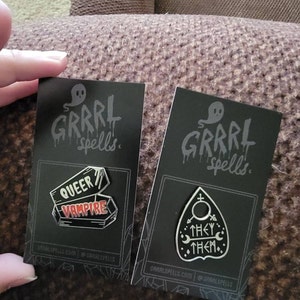 GRRRL
spells
QUEER
VAMPIRE
GRRRL
spells
THEY
THEM